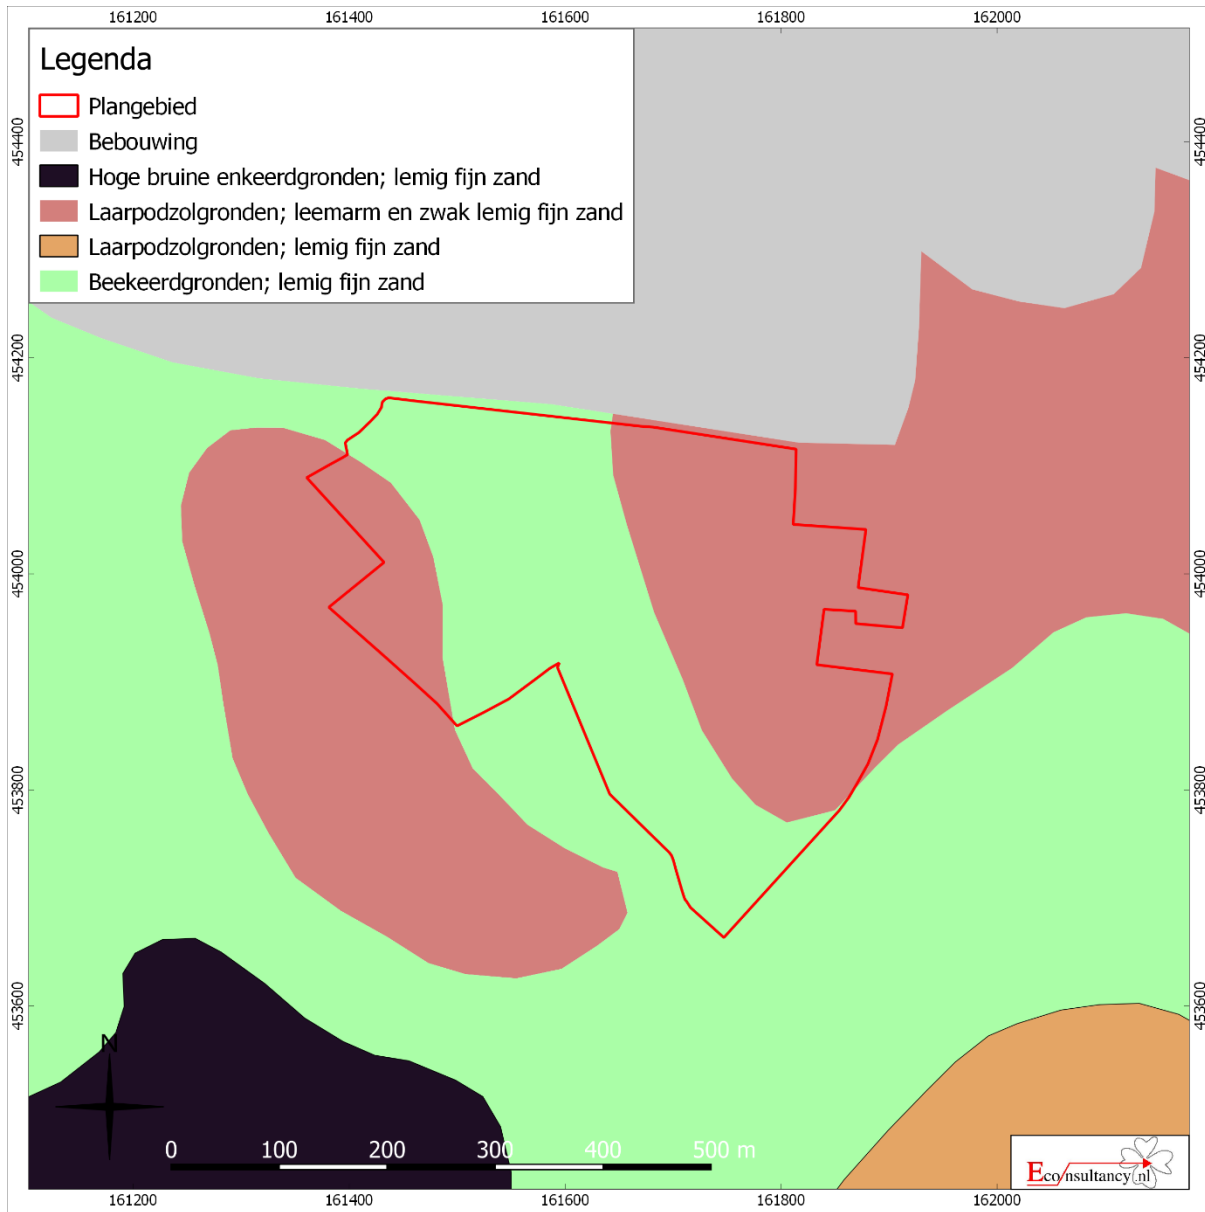 161200 161400 161600 161800 162000
Legenda
Plangebied
Bebouwing
Hoge bruine enkeerdgronden; lemig fijn zand
Laarpodzolgronden; leemarm en zwak lemig fijn zand
Laarpodzolgronden; lemig fijn zand
Beekeerdgronden; lemig fijn zand
454400 454400
454200 454200
454000 454000
453800 453800
453600 453600
N
0 100 200 300 400 500 m
Econsultancy.nl
161200 161400 161600 161800 162000